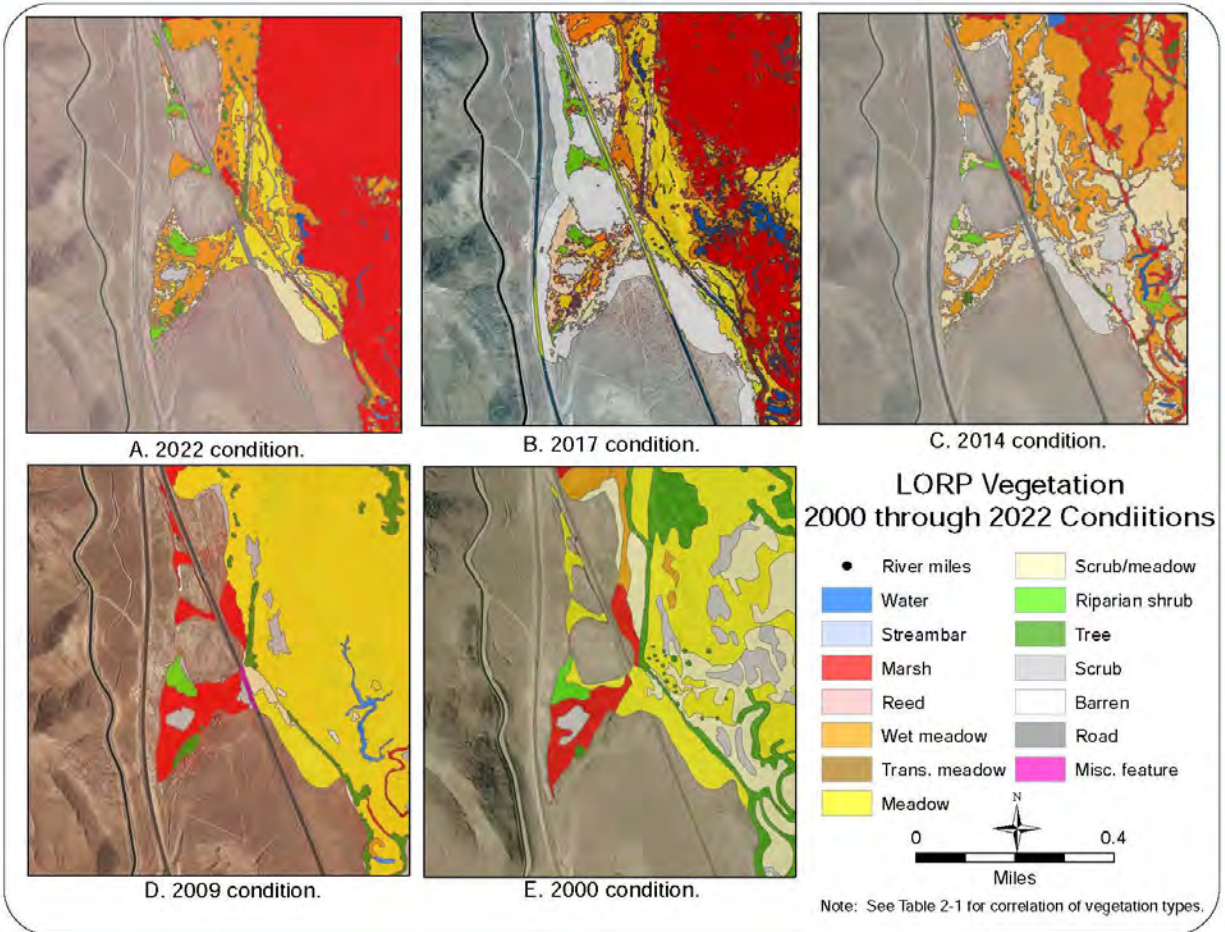 A. 2022 condition.
B. 2017 condition.
C. 2014 condition.
D. 2009 condition.
E. 2000 condition.
LORP Vegetation
2000 through 2022 Condiitions
River miles
Water
Streambar
Marsh
Reed
Wet meadow
Trans. meadow
Meadow
Scrub/meadow
Riparian shrub
Tree
Scrub
Barren
Road
Misc. feature
N
0 0.4
Miles
Note: See Table 2-1 for correlation of vegetation types.